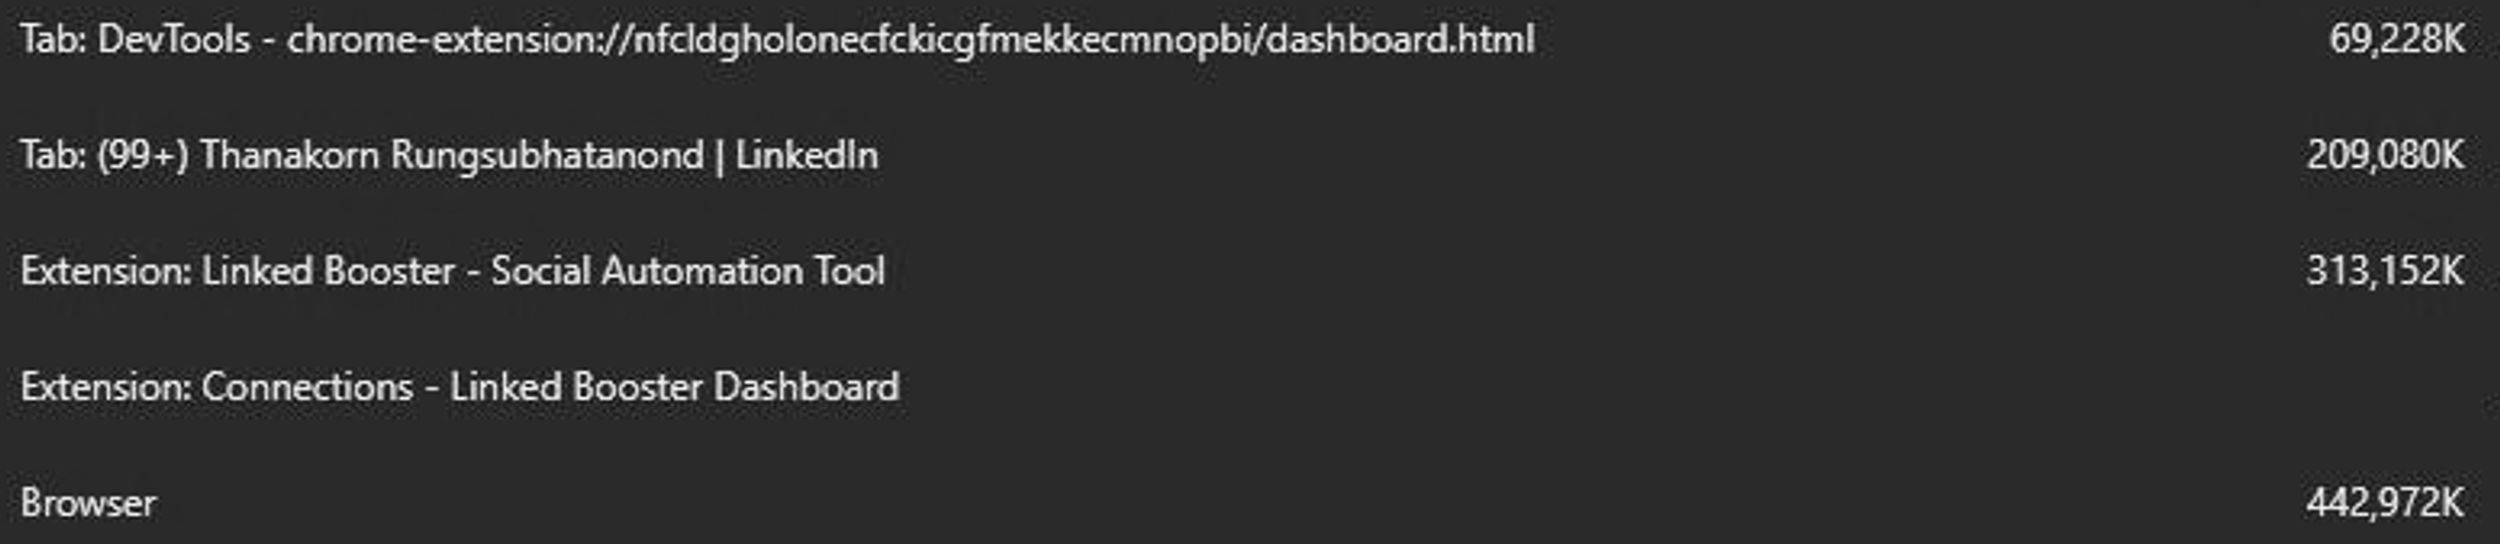 Tab: DevTools - chrome-extension://nfcldgholonecfckicgfmekkecmnopbi/dashboard.html 69,228K
Tab: (99+) Thanakorn Rungsubhatanond | LinkedIn 209,080K
Extension: Linked Booster - Social Automation Tool 313,152K
Extension: Connections - Linked Booster Dashboard
Browser 442,972K